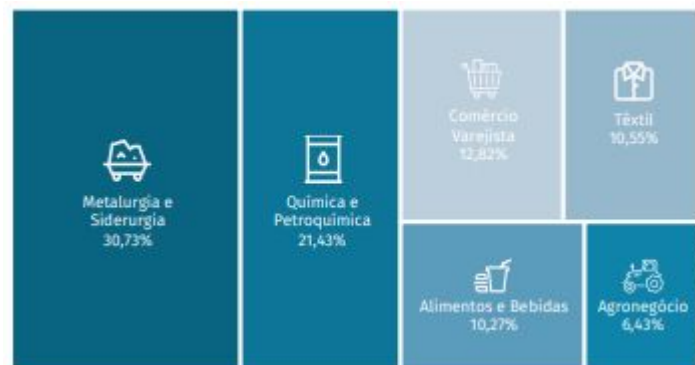 Metalurgia e
Siderurgia
30,73%
Química e
Petroquímica
21,43%
Comércio
Varejista
12,82%
Têxtil
10,55%
Alimentos e Bebidas
10,27%
Agronegócio
6,43%